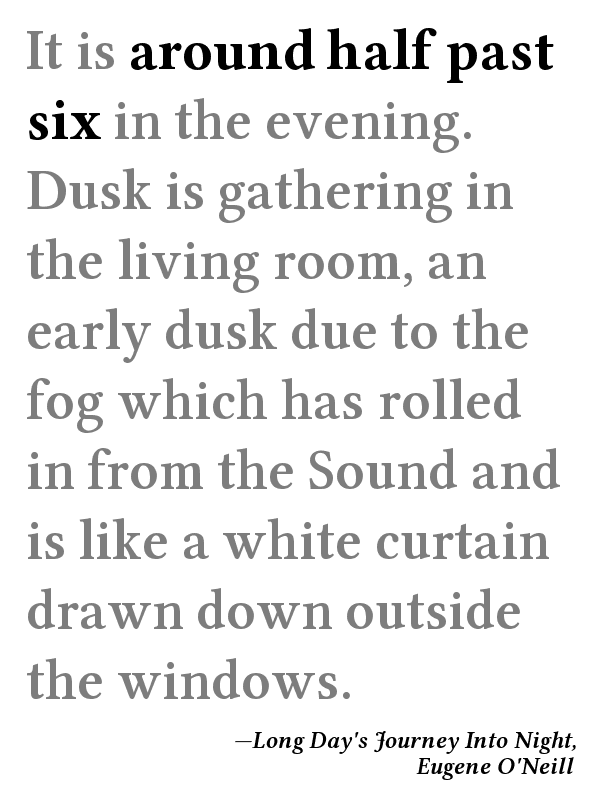 It is around half past
six in the evening.
Dusk is gathering in
the living room, an
early dusk due to the
fog which has rolled
in from the Sound and
is like a white curtain
drawn down outside
the windows.
—Long Day's Journey Into Night,
Eugene O'Neill